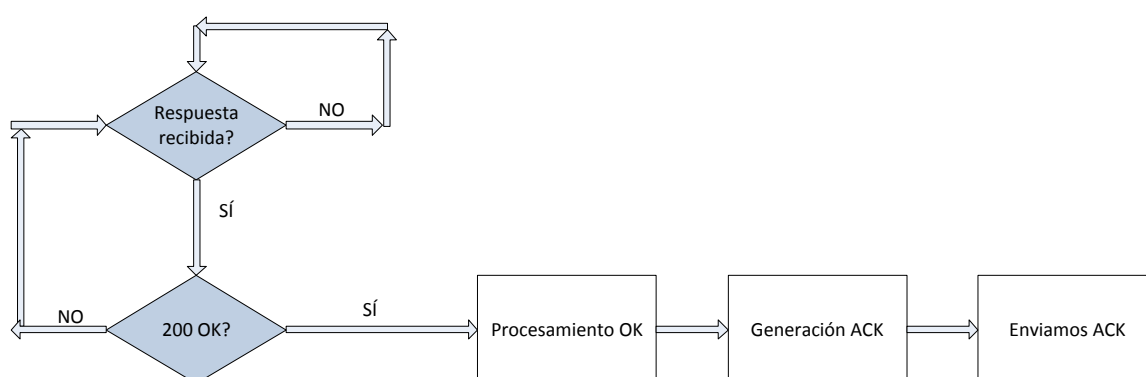 Respuesta
recibida?
NO
SÍ
NO
200 OK?
SÍ
Procesamiento OK
Generación ACK
Enviamos ACK